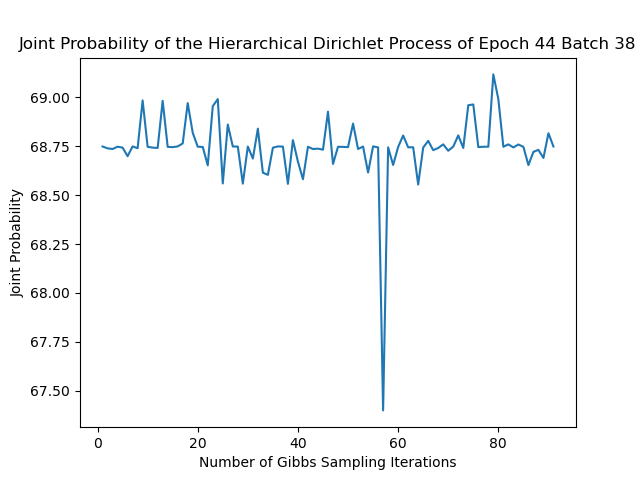 Joint Probability of the Hierarchical Dirichlet Process of Epoch 44 Batch 38
69.00
68.75
68.50
68.25
68.00
67.75
67.50
Joint Probability
0 20 40 60 80
Number of Gibbs Sampling Iterations